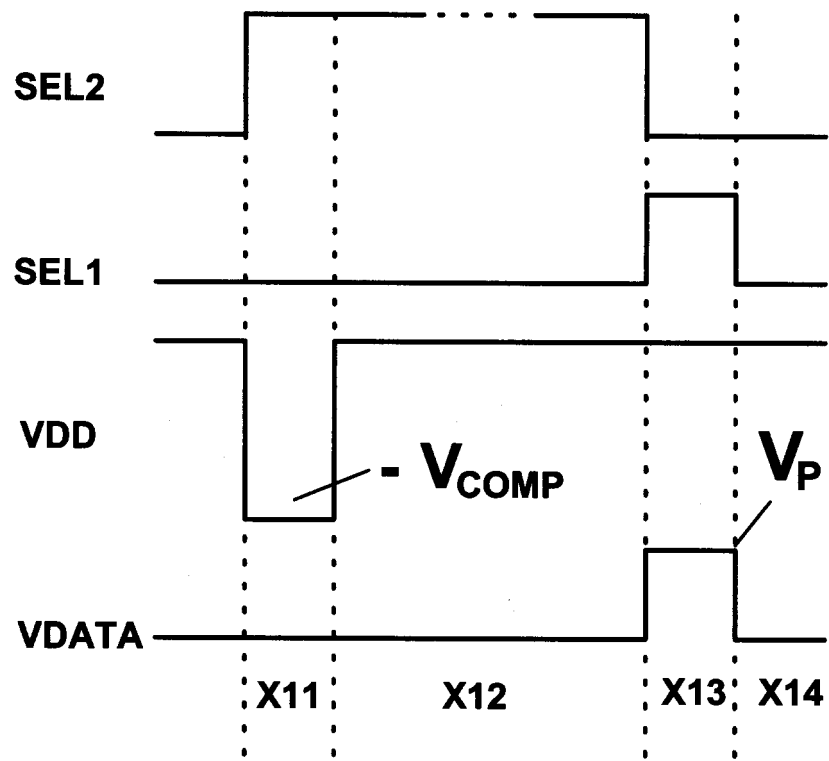 SEL2
SEL1
VDD
- VCOMP
VP
VDATA
X11 X12 X13 X14